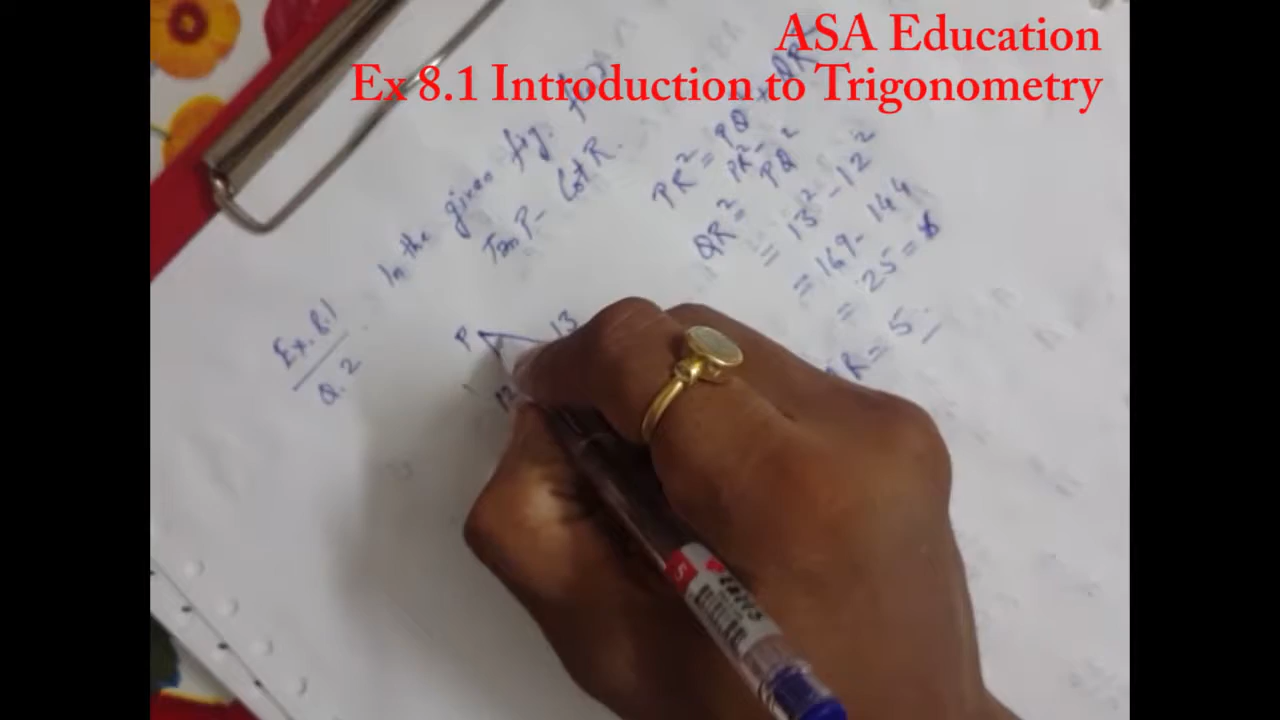 ASA Education
Ex 8.1 Introduction to Trigonometry
Ex. 8.1
Q. 2
In the given fig. find
Tan P - Cot R.
P
13
12
PR² = PQ² + QR²
QR² = PR² - PQ²
= 13² - 12²
= 169 - 144
= 25 =
QR = 5